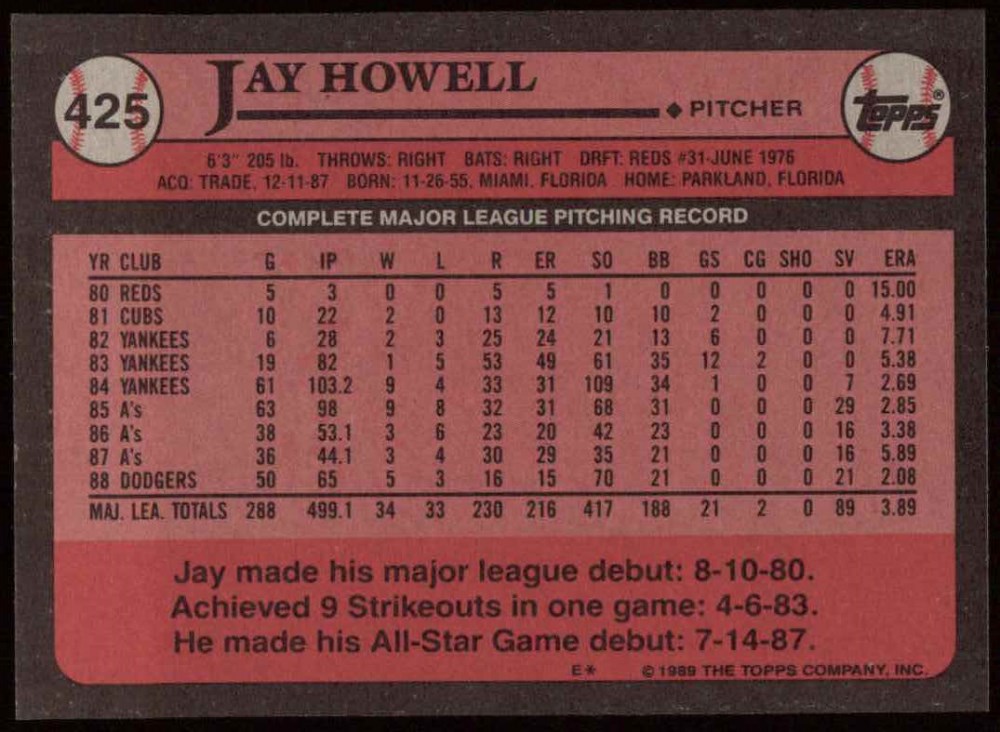 425
JAY HOWELL
◆ PITCHER
topps®
6'3" 205 lb. THROWS: RIGHT BATS: RIGHT DRFT: REDS #31-JUNE 1976
ACQ: TRADE, 12-11-87 BORN: 11-26-55, MIAMI, FLORIDA HOME: PARKLAND, FLORIDA
COMPLETE MAJOR LEAGUE PITCHING RECORD
YR CLUB G IP W L R ER SO BB GS CG SHO SV ERA
80 REDS 5 3 0 0 5 5 1 0 0 0 0 0 15.00
81 CUBS 10 22 2 0 13 12 10 10 2 0 0 0 4.91
82 YANKEES 6 28 2 3 25 24 21 13 6 0 0 0 7.71
83 YANKEES 19 82 1 5 53 49 61 35 12 2 0 0 5.38
84 YANKEES 61 103.2 9 4 33 31 109 34 1 0 0 7 2.69
85 A's 63 98 9 8 32 31 68 31 0 0 0 29 2.85
86 A's 38 53.1 3 6 23 20 42 23 0 0 0 16 3.38
87 A's 36 44.1 3 4 30 29 35 21 0 0 0 16 5.89
88 DODGERS 50 65 5 3 16 15 70 21 0 0 0 21 2.08
MAJ. LEA. TOTALS 288 499.1 34 33 230 216 417 188 21 2 0 89 3.89
Jay made his major league debut: 8-10-80.
Achieved 9 Strikeouts in one game: 4-6-83.
He made his All-Star Game debut: 7-14-87.
E* © 1989 THE TOPPS COMPANY, INC.